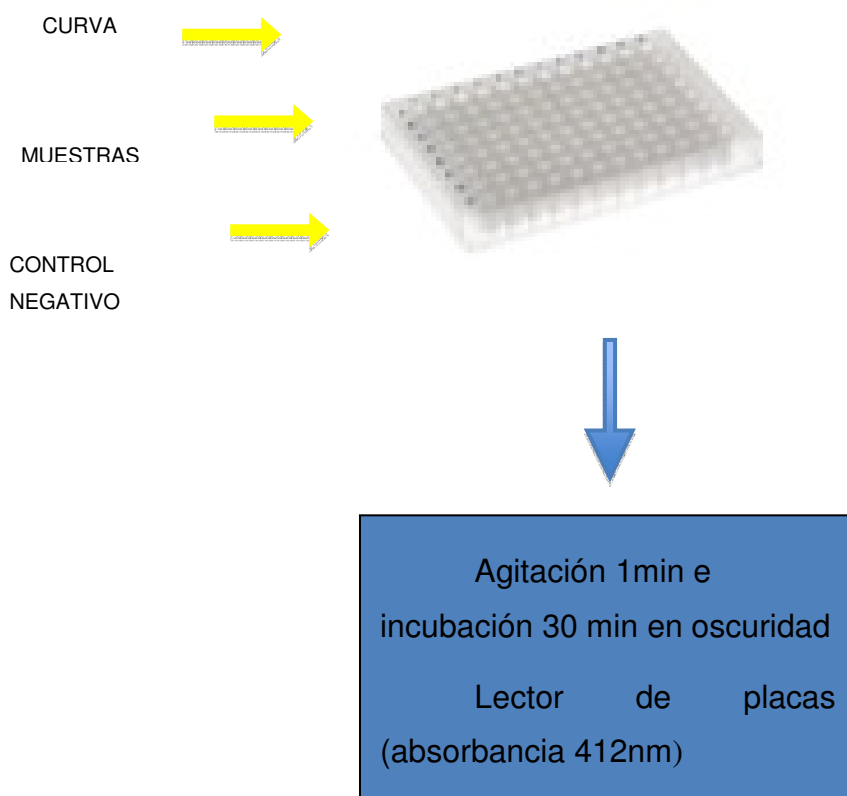 CURVA
MUESTRAS
CONTROL
NEGATIVO
Agitación 1min e
incubación 30 min en oscuridad
Lector de placas
(absorbancia 412nm)